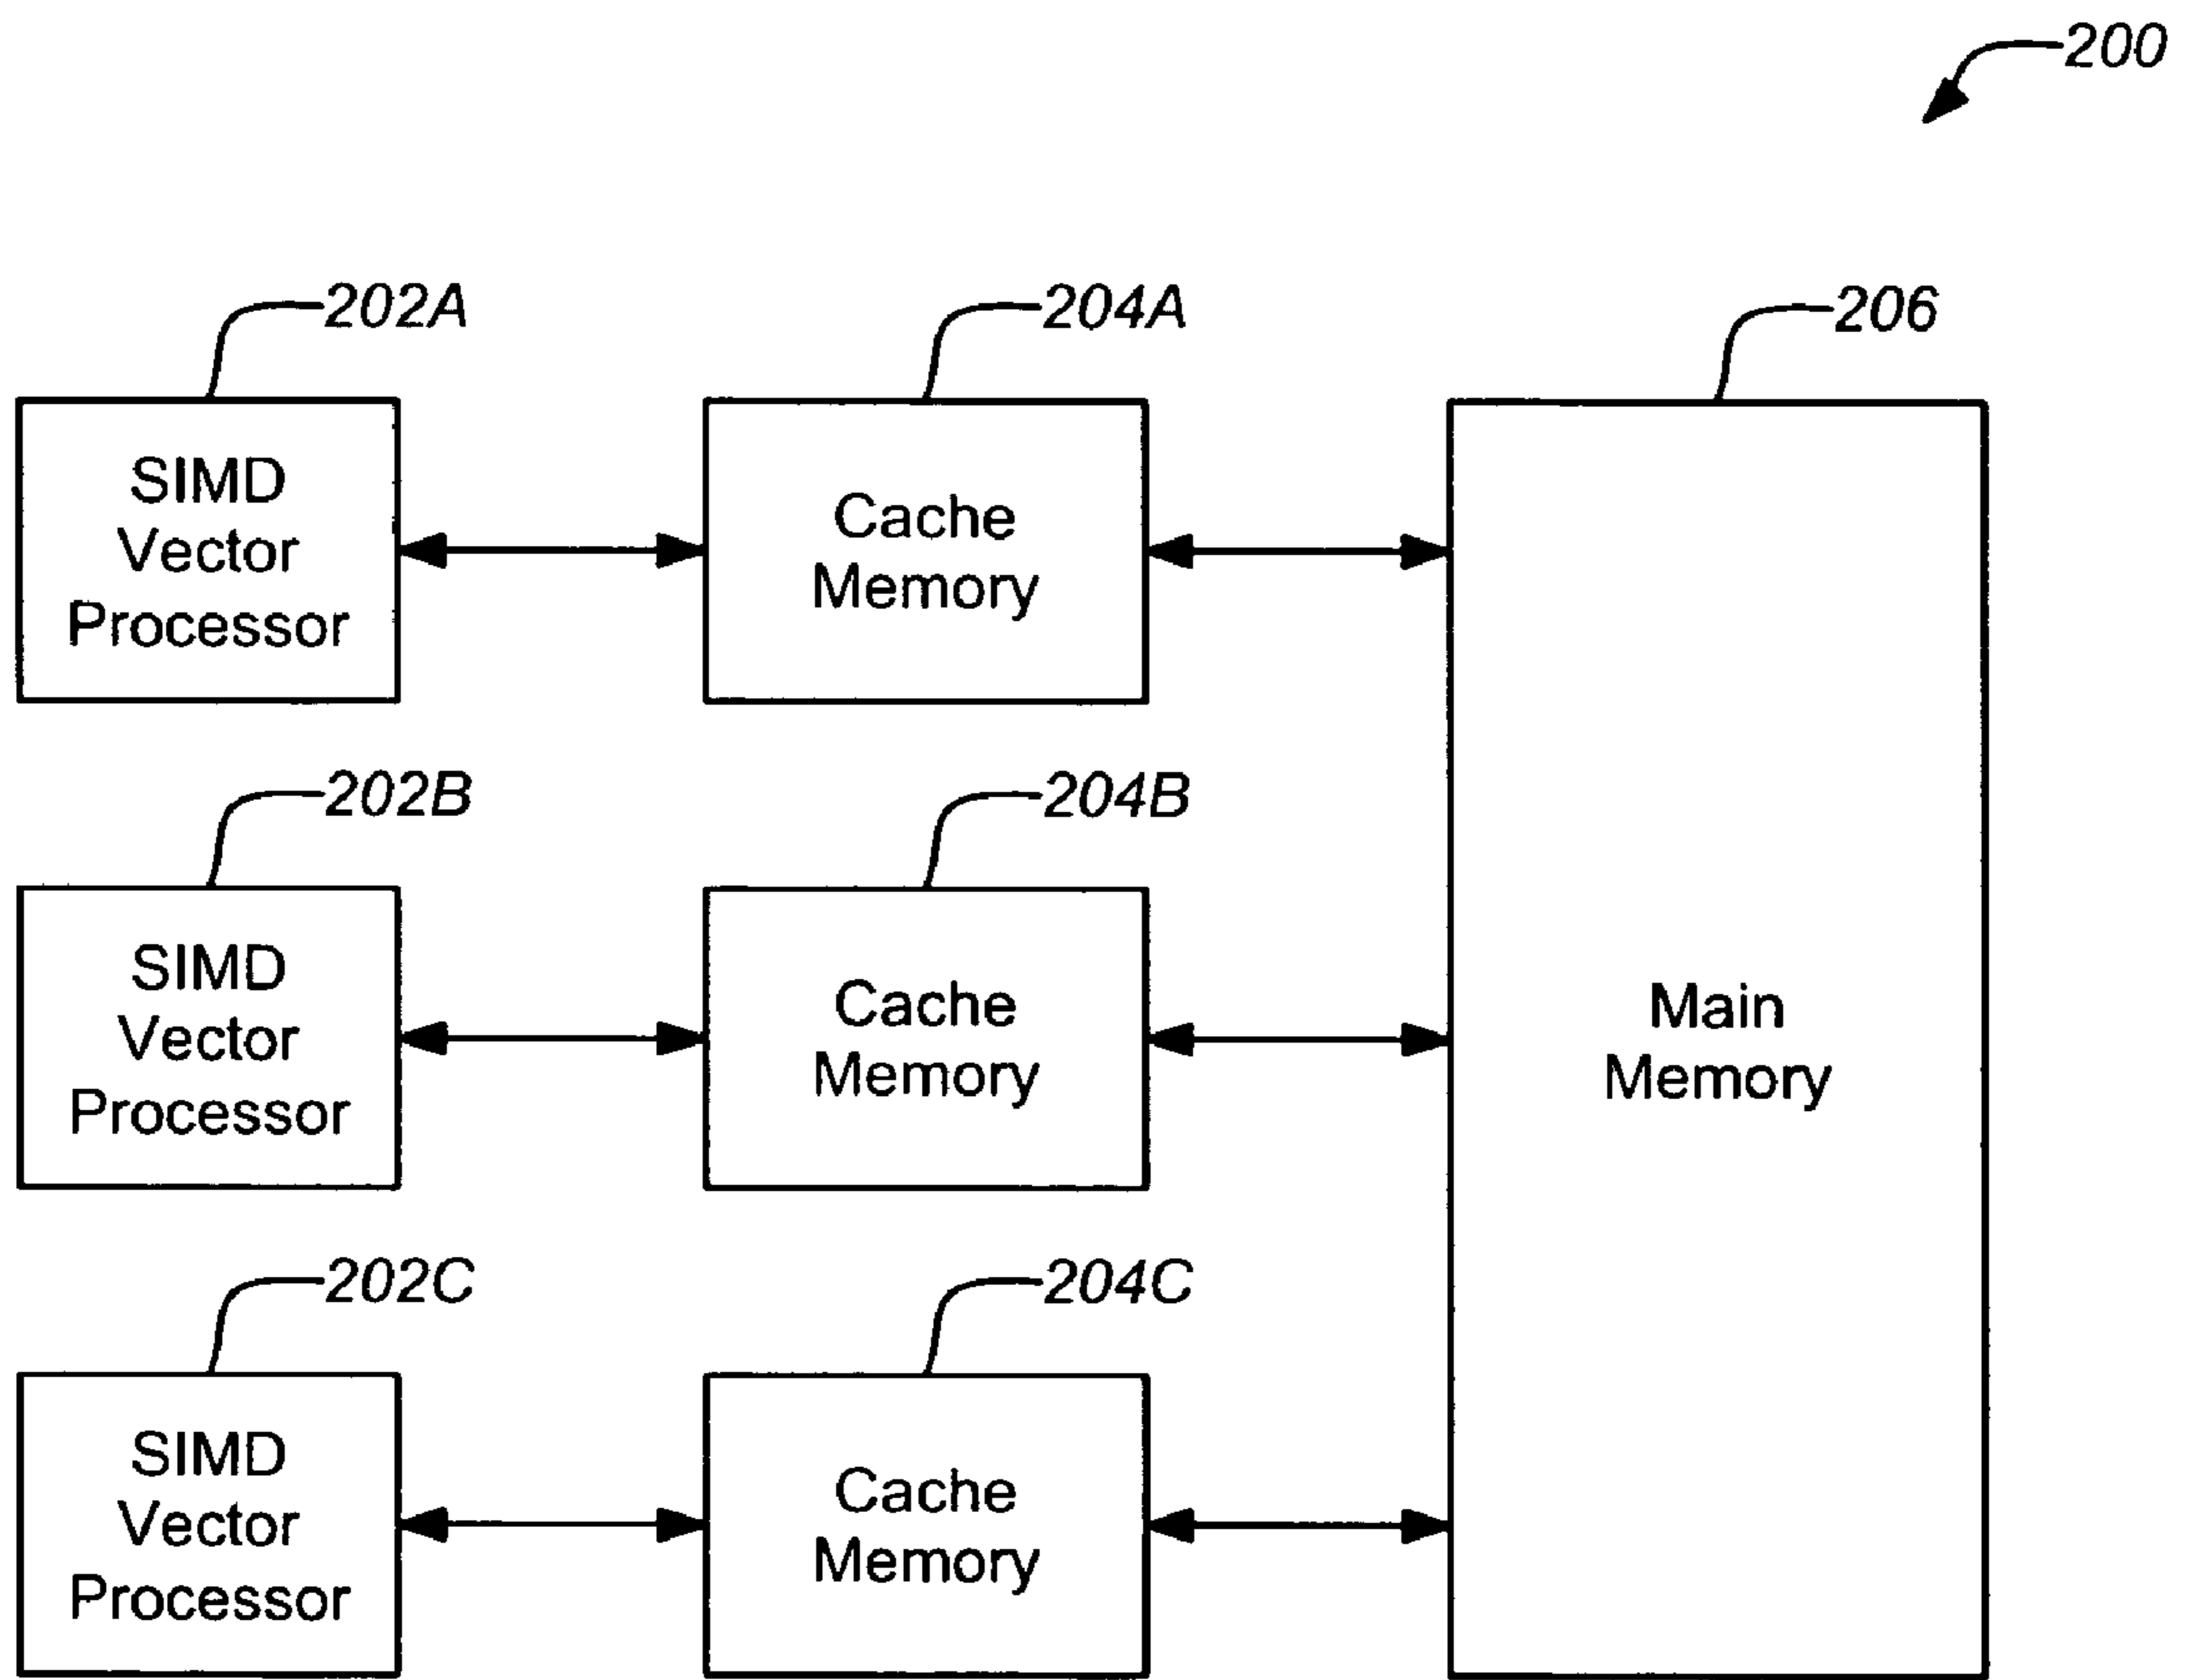 200
202A
204A
206
SIMD
Vector
Processor
Cache
Memory
202B
204B
SIMD
Vector
Processor
Cache
Memory
Main
Memory
202C
204C
SIMD
Vector
Processor
Cache
Memory